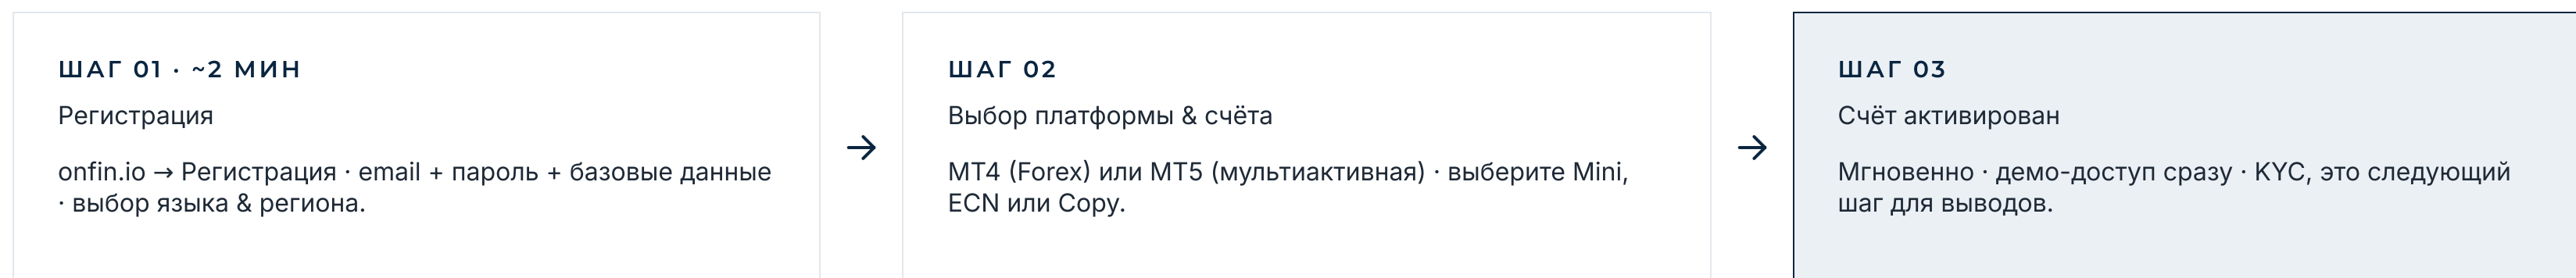 ШАГ 01 · ~2 МИН
Регистрация
onfin.io → Регистрация · email + пароль + базовые данные
· выбор языка & региона.
→
ШАГ 02
Выбор платформы & счёта
MT4 (Forex) или MT5 (мультиактивная) · выберите Mini,
ECN или Copy.
→
ШАГ 03
Счёт активирован
Мгновенно · демо-доступ сразу · KYC, это следующий
шаг для выводов.